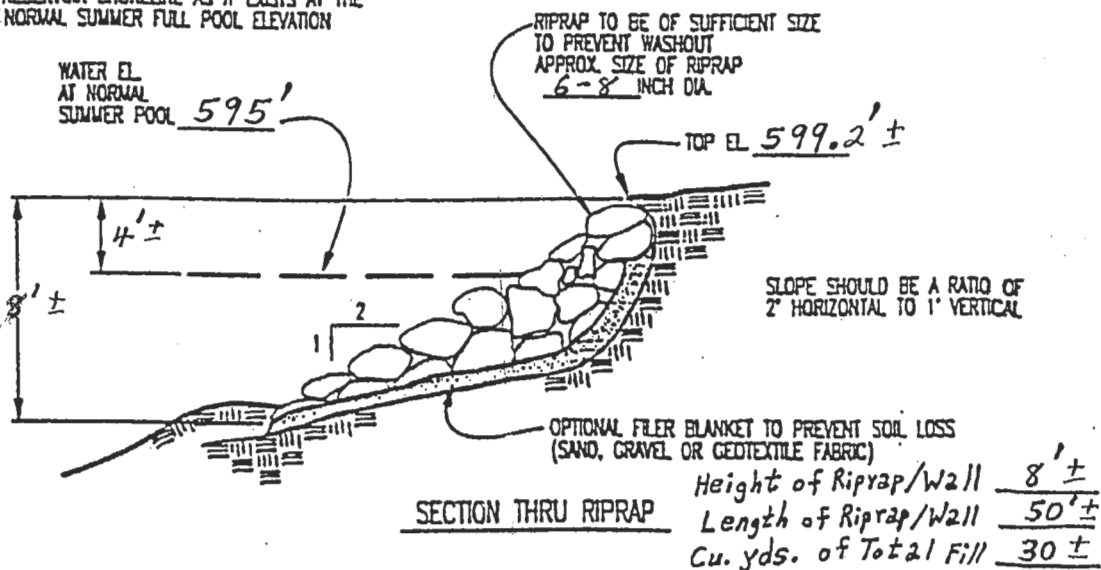 NORMAL SUMMER FULL POOL ELEVATION
RIPRAP TO BE OF SUFFICIENT SIZE
TO PREVENT WASHOUT
APPROX. SIZE OF RIPRAP
6-8 INCH DIA.
WATER EL.
AT NORMAL
SUMMER POOL 595'
TOP EL. 599.2' ±
4' ±
8' ±
SLOPE SHOULD BE A RATIO OF
2' HORIZONTAL TO 1' VERTICAL
2
1
OPTIONAL FILER BLANKET TO PREVENT SOIL LOSS
(SAND, GRAVEL OR GEOTEXTILE FABRIC)
SECTION THRU RIPRAP
Height of Riprap/Wall 8' ±
Length of Riprap/Wall 50' ±
Cu. yds. of Total Fill 30 ±